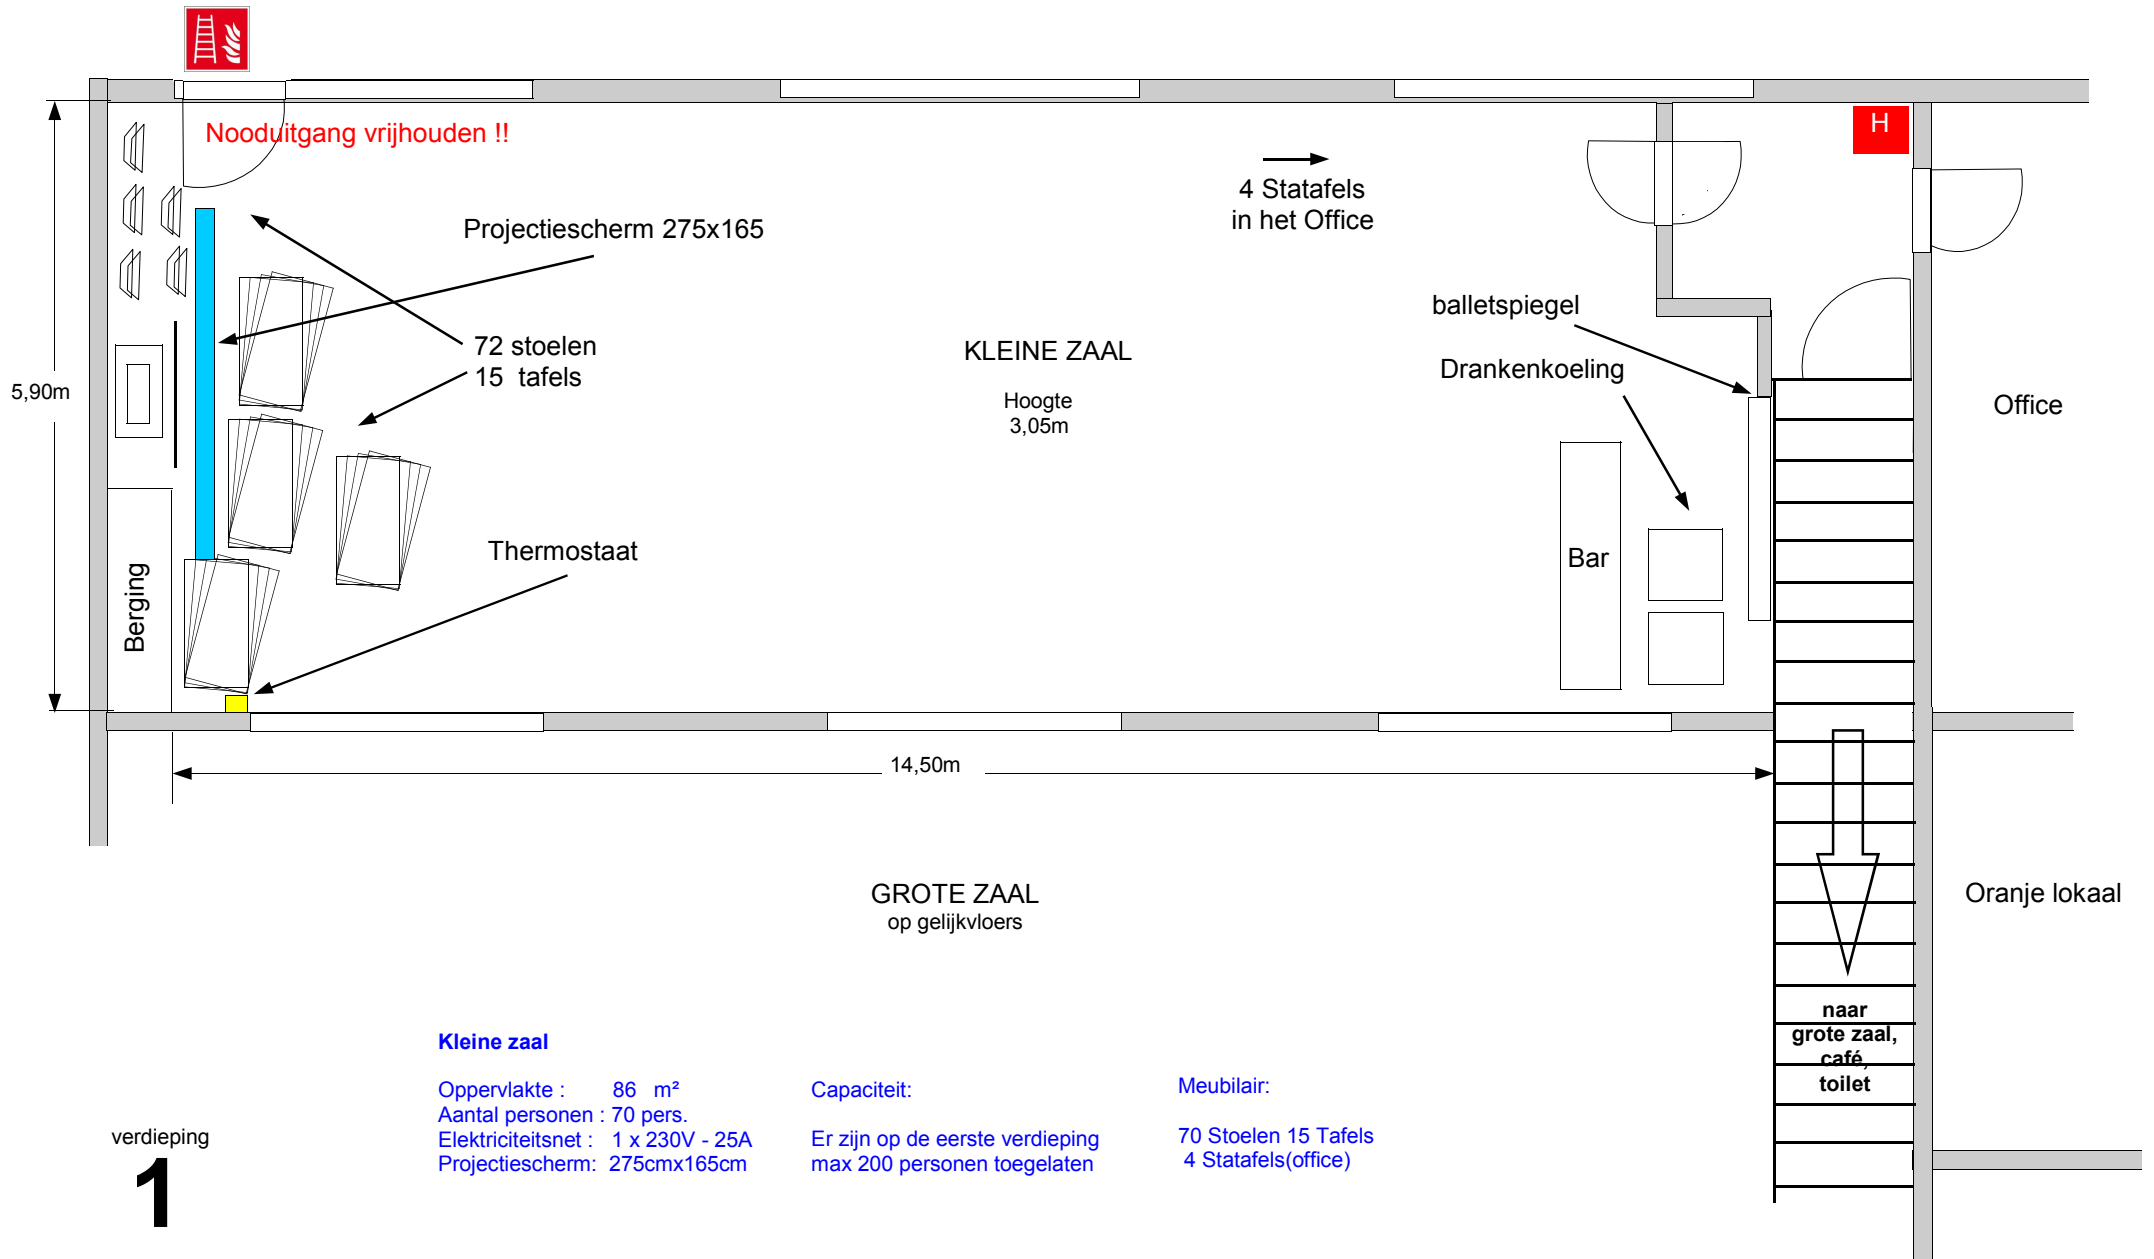 Nooduitgang vrijhouden !!
H
4 Statafels
in het Office
Projectiescherm 275x165
72 stoelen
15 tafels
balletspiegel
KLEINE ZAAL
Drankenkoeling
5,90m
Hoogte
3,05m
Office
Thermostaat
Bar
Berging
14,50m
GROTE ZAAL
op gelijkvloers
Oranje lokaal
naar
grote zaal,
café,
toilet
Kleine zaal
Oppervlakte : 86 m²
Aantal personen : 70 pers.
Elektriciteitsnet : 1 x 230V - 25A
Projectiescherm: 275cmx165cm
Capaciteit:
Er zijn op de eerste verdieping
max 200 personen toegelaten
Meubilair:
70 Stoelen 15 Tafels
4 Statafels(office)
verdieping
1